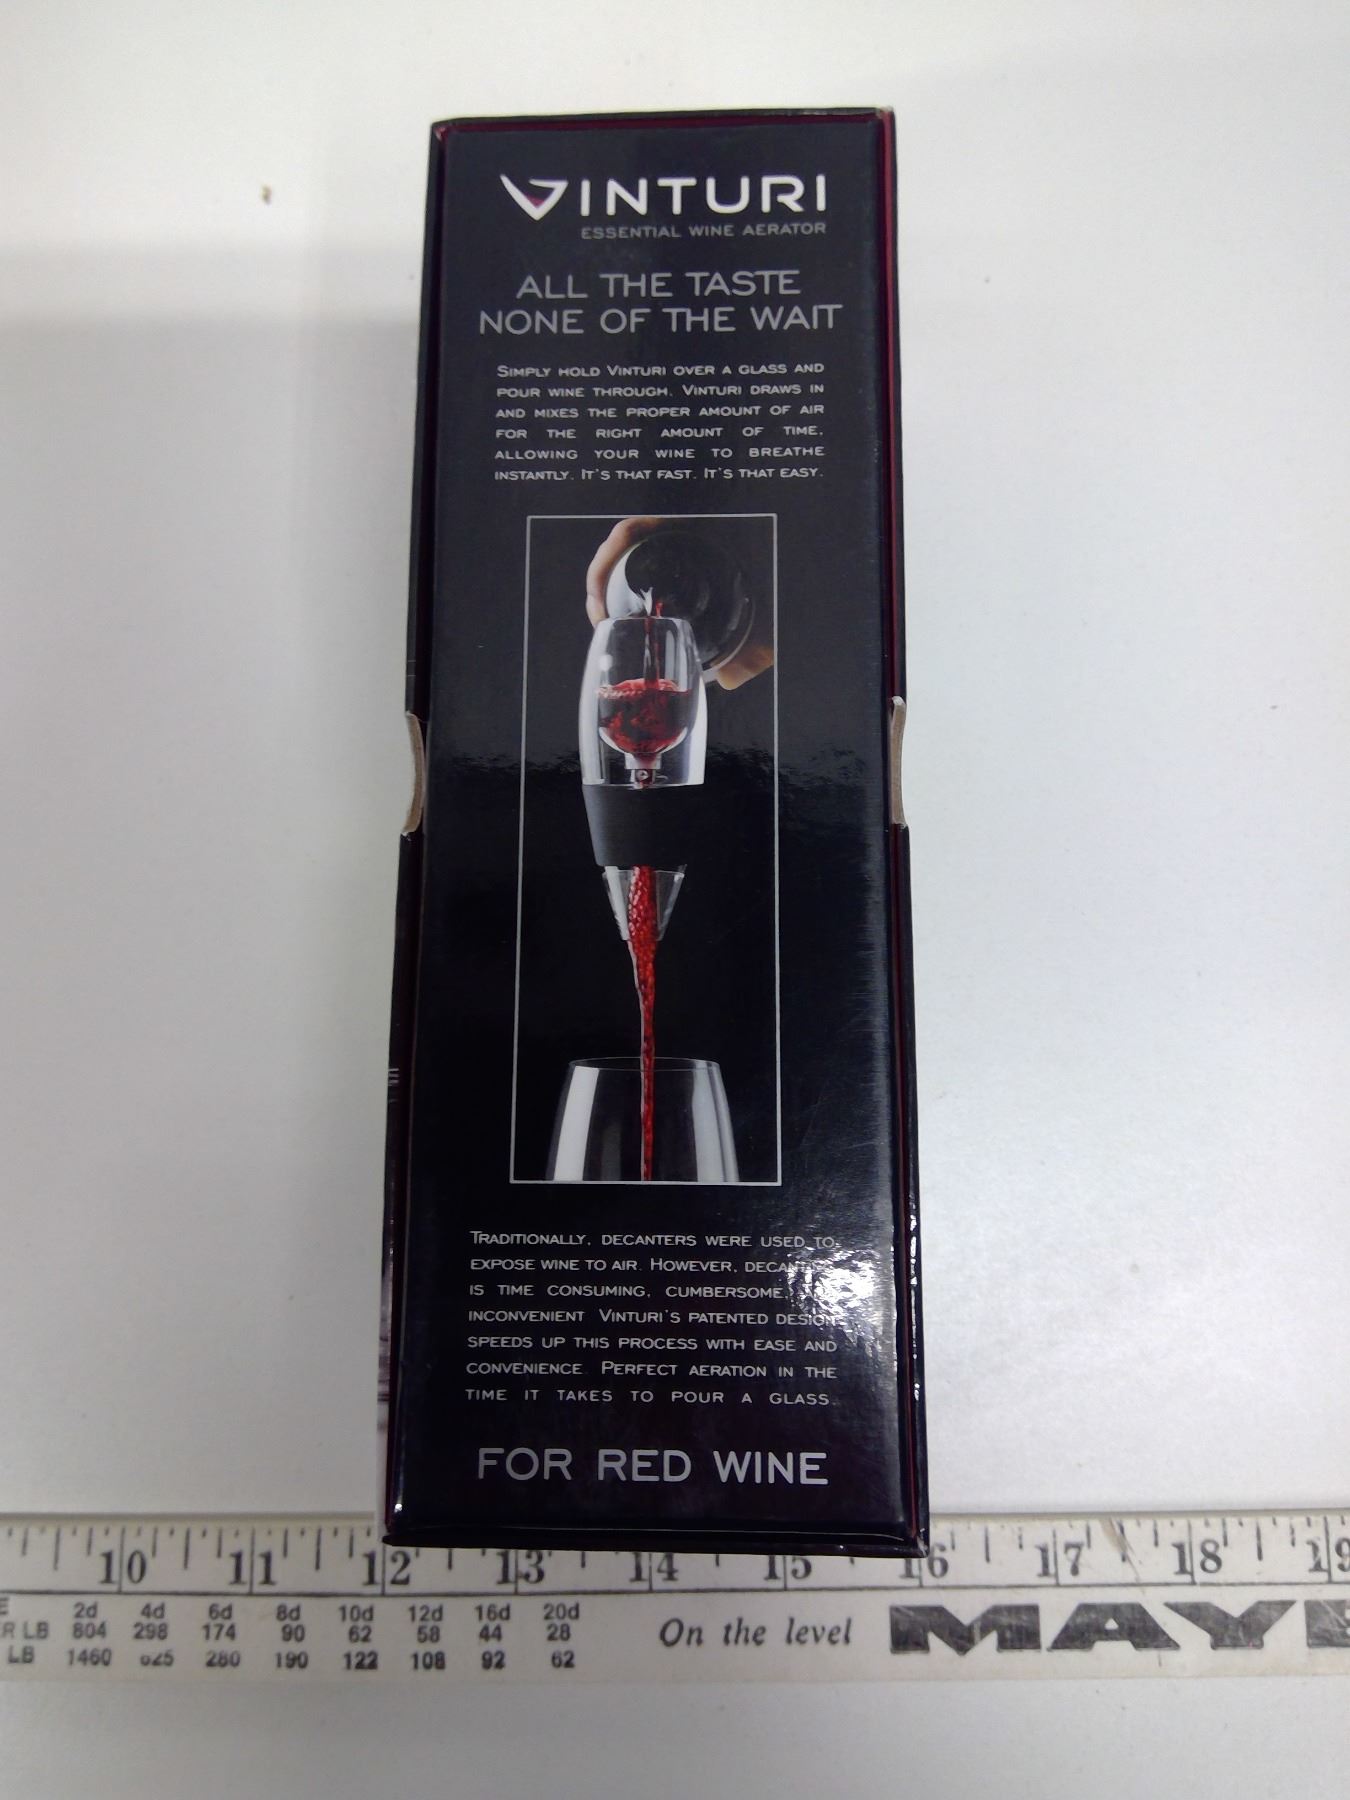 VINTURI
ESSENTIAL WINE AERATOR
ALL THE TASTE
NONE OF THE WAIT
SIMPLY HOLD VINTURI OVER A GLASS AND
POUR WINE THROUGH. VINTURI DRAWS IN
AND MIXES THE PROPER AMOUNT OF AIR
FOR THE RIGHT AMOUNT OF TIME,
ALLOWING YOUR WINE TO BREATHE
INSTANTLY. IT'S THAT FAST. IT'S THAT EASY.
TRADITIONALLY, DECANTERS WERE USED TO
EXPOSE WINE TO AIR. HOWEVER,
IS TIME CONSUMING, CUMBERSOME,
INCONVENIENT. VINTURI'S PATENTED DESIGN
SPEEDS UP THIS PROCESS WITH EASE AND
CONVENIENCE. PERFECT AERATION IN THE
TIME IT TAKES TO POUR A GLASS.
FOR RED WINE
10 11 12 13 14 15 16 17 18 19
2d 4d 6d 8d 10d 12d 16d 20d
LB 804 298 174 90 62 58 44 28
LB 1460 280 190 122 108 92 62
On the level
MAYE